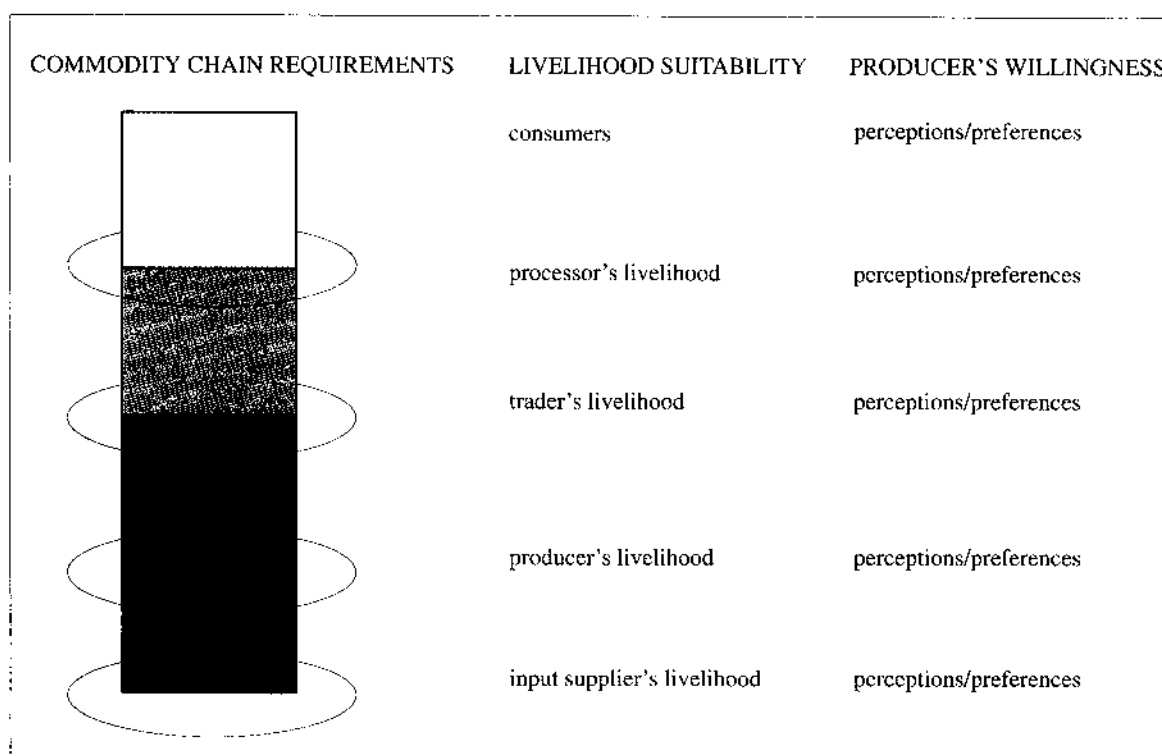 COMMODITY CHAIN REQUIREMENTS LIVELIHOOD SUITABILITY PRODUCER'S WILLINGNESS
consumers perceptions/preferences
processor's livelihood perceptions/preferences
trader's livelihood perceptions/preferences
producer's livelihood perceptions/preferences
input supplier's livelihood perceptions/preferences